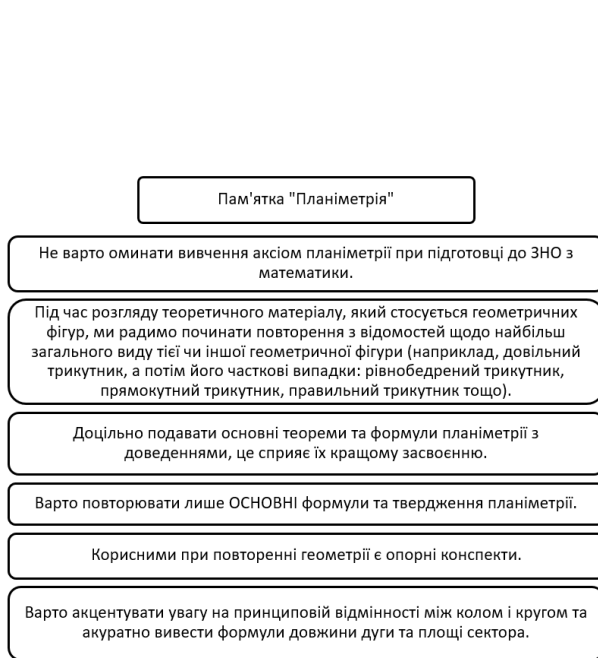 Пам'ятка "Планіметрія"
Не варто оминати вивчення аксіом планіметрії при підготовці до ЗНО з
математики.
Під час розгляду теоретичного матеріалу, який стосується геометричних
фігур, ми радимо починати повторення з відомостей щодо найбільш
загального виду тієї чи іншої геометричної фігури (наприклад, довільний
трикутник, а потім його часткові випадки: рівнобедрений трикутник,
прямокутний трикутник, правильний трикутник тощо).
Доцільно подавати основні теореми та формули планіметрії з
доведеннями, це сприяє їх кращому засвоєнню.
Варто повторювати лише ОСНОВНІ формули та твердження планіметрії.
Корисними при повторенні геометрії є опорні конспекти.
Варто акцентувати увагу на принциповій відмінності між колом і кругом та
акуратно вивести формули довжини дуги та площі сектора.